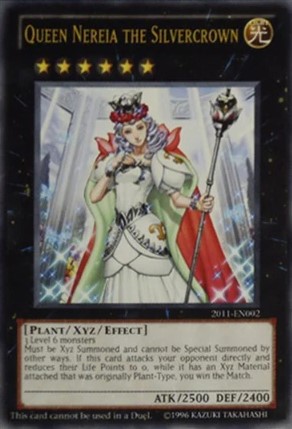 QUEEN NEREIA THE SILVERCROWN
光
2011-EN002
[PLANT/XYZ/EFFECT]
3 Level 6 monsters
Must be Xyz Summoned and cannot be Special Summoned by other
ways. If this card attacks your opponent directly and
reduces their Life Points to 0, while it has an Xyz Material
attached that was originally Plant-Type, you win the Match.
ATK/2500 DEF/2400
This card cannot be used in a Duel. ©1996 KAZUKI TAKAHASHI